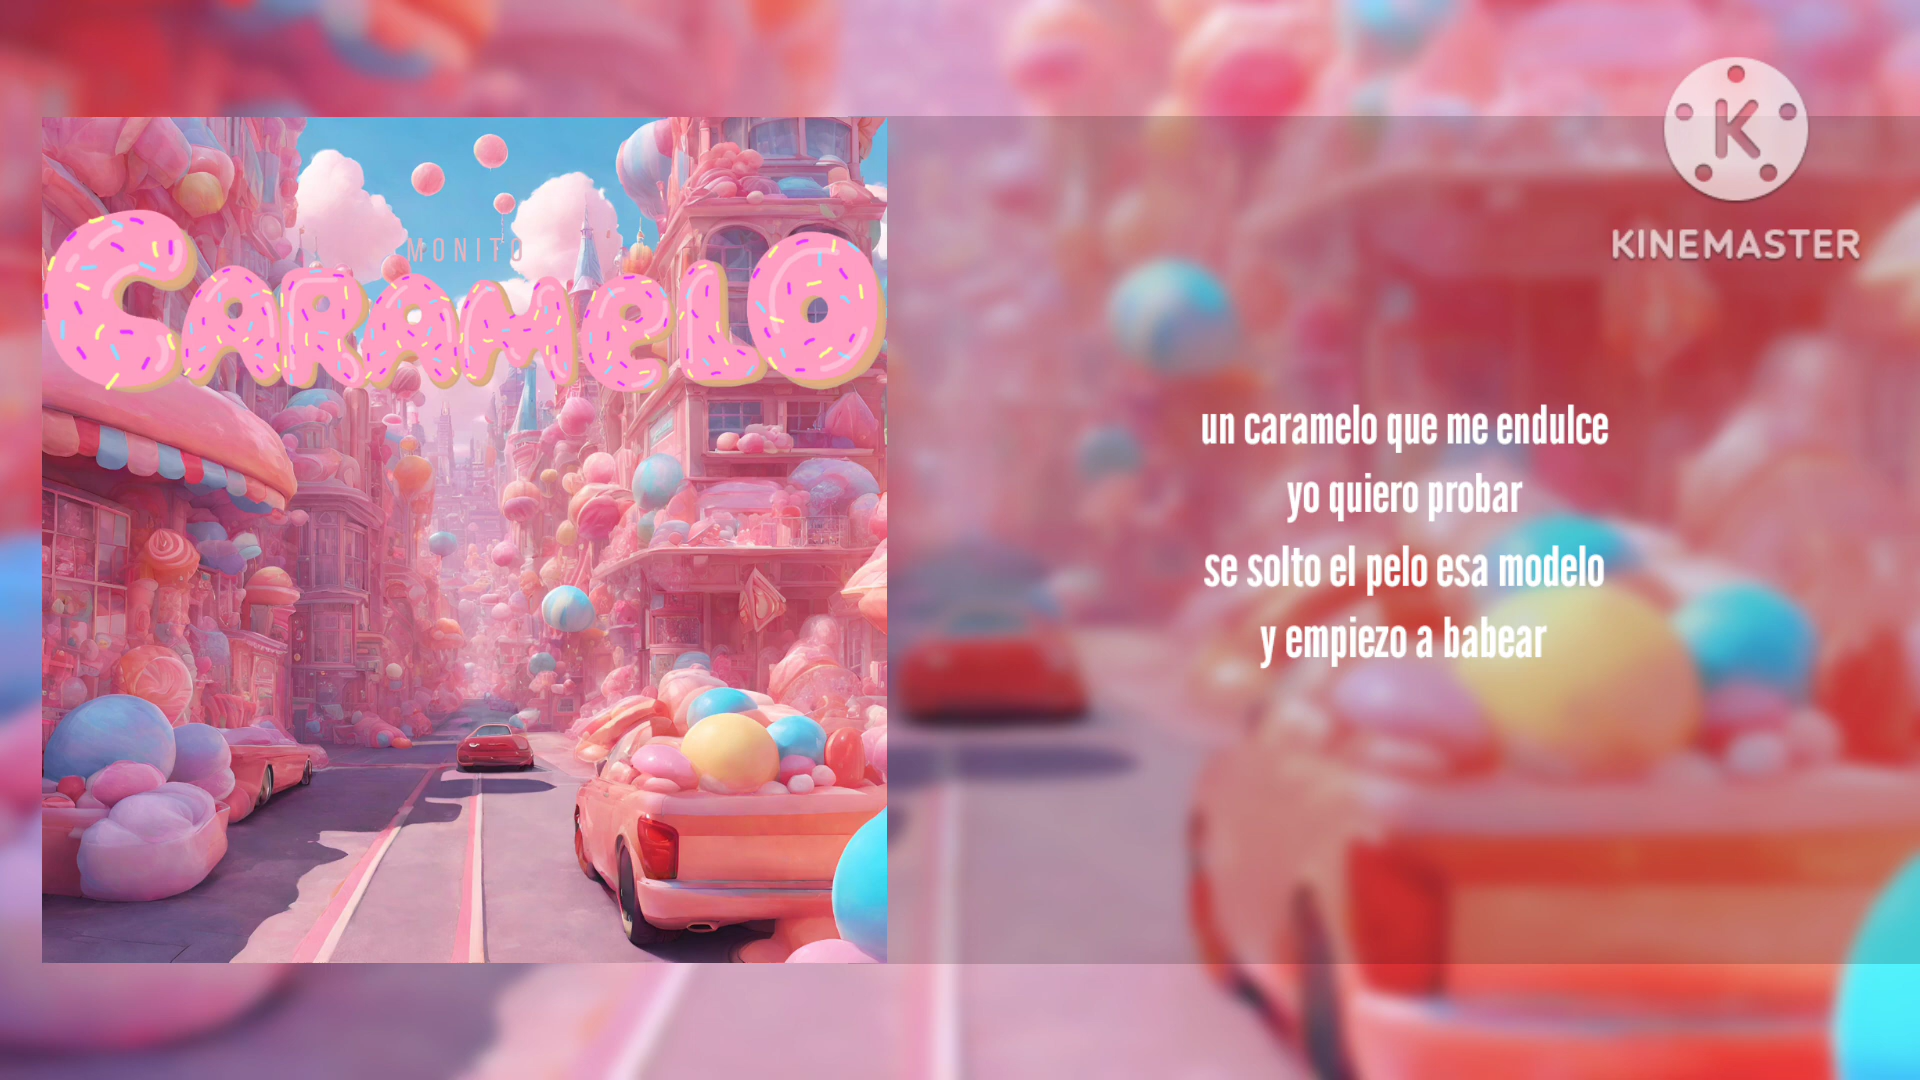 MONITO
CARAMELO
K
KINEMASTER
un caramelo que me endulce
yo quiero probar
se solto el pelo esa modelo
y empiezo a babear